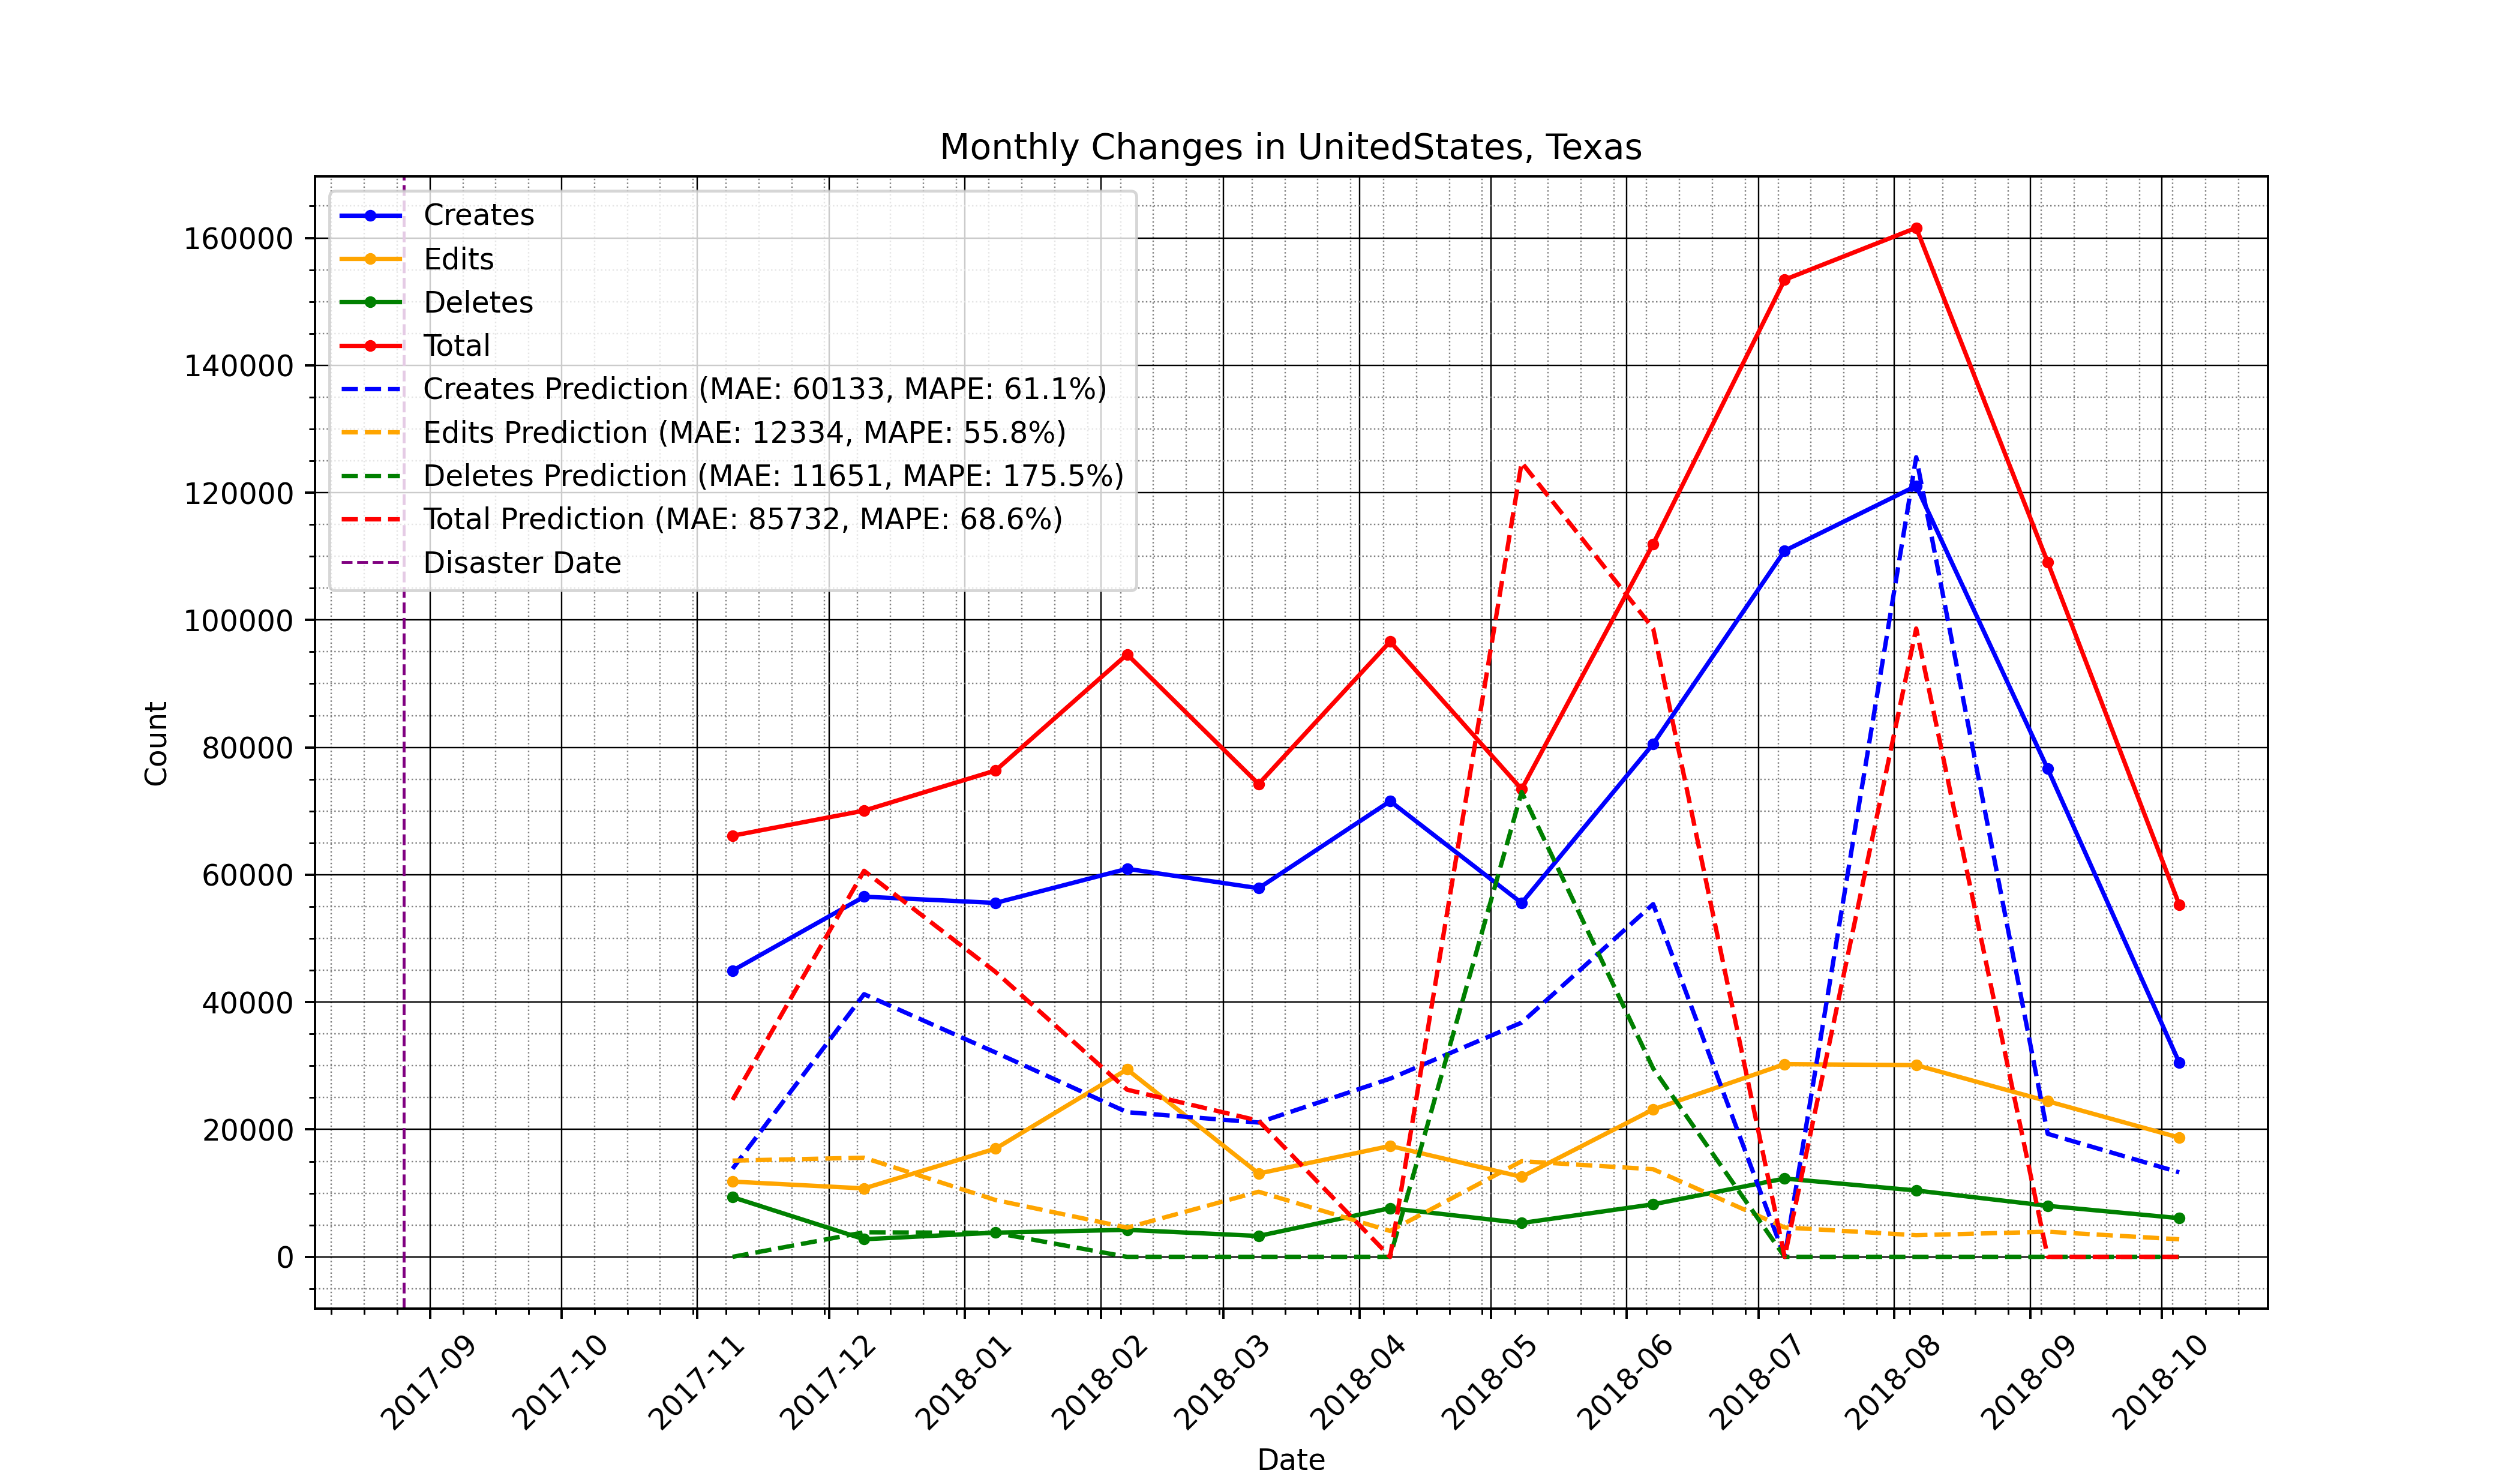 Monthly Changes in UnitedStates, Texas
Creates
Edits
Deletes
Total
Creates Prediction (MAE: 60133, MAPE: 61.1%)
Edits Prediction (MAE: 12334, MAPE: 55.8%)
Deletes Prediction (MAE: 11651, MAPE: 175.5%)
Total Prediction (MAE: 85732, MAPE: 68.6%)
Disaster Date
160000
140000
120000
100000
80000
60000
40000
20000
0
Count
2017-09
2017-10
2017-11
2017-12
2018-01
2018-02
2018-03
2018-04
2018-05
2018-06
2018-07
2018-08
2018-09
2018-10
Date